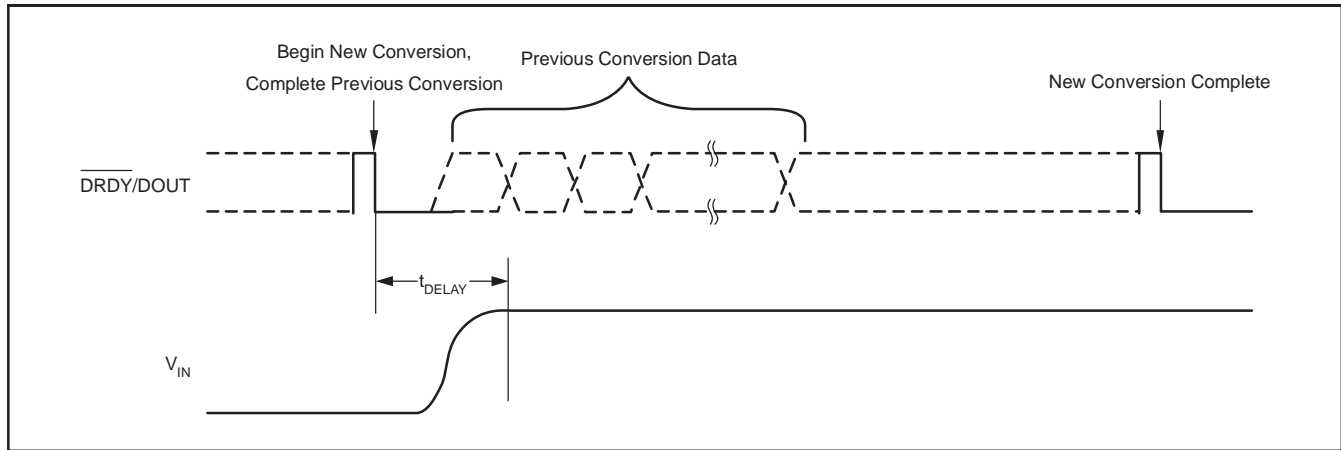 Begin New Conversion,
Complete Previous Conversion
Previous Conversion Data
New Conversion Complete
DRDY/DOUT
tDELAY
VIN